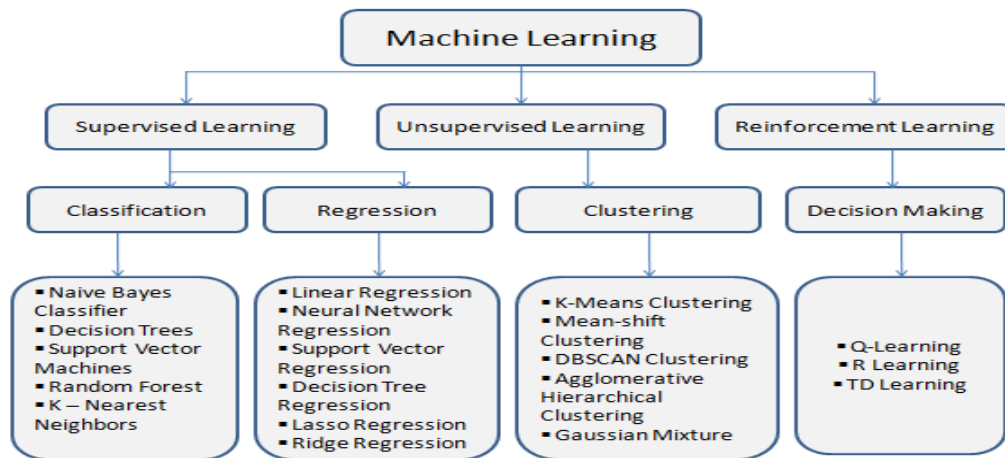 Machine Learning
Supervised Learning
Unsupervised Learning
Reinforcement Learning
Classification
Regression
Clustering
Decision Making
▪ Naive Bayes
Classifier
▪ Decision Trees
▪ Support Vector
Machines
▪ Random Forest
▪ K – Nearest
Neighbors
▪ Linear Regression
▪ Neural Network
Regression
▪ Support Vector
Regression
▪ Decision Tree
Regression
▪ Lasso Regression
▪ Ridge Regression
▪ K-Means Clustering
▪ Mean-shift
Clustering
▪ DBSCAN Clustering
▪ Agglomerative
Hierarchical
Clustering
▪ Gaussian Mixture
▪ Q-Learning
▪ R Learning
▪ TD Learning